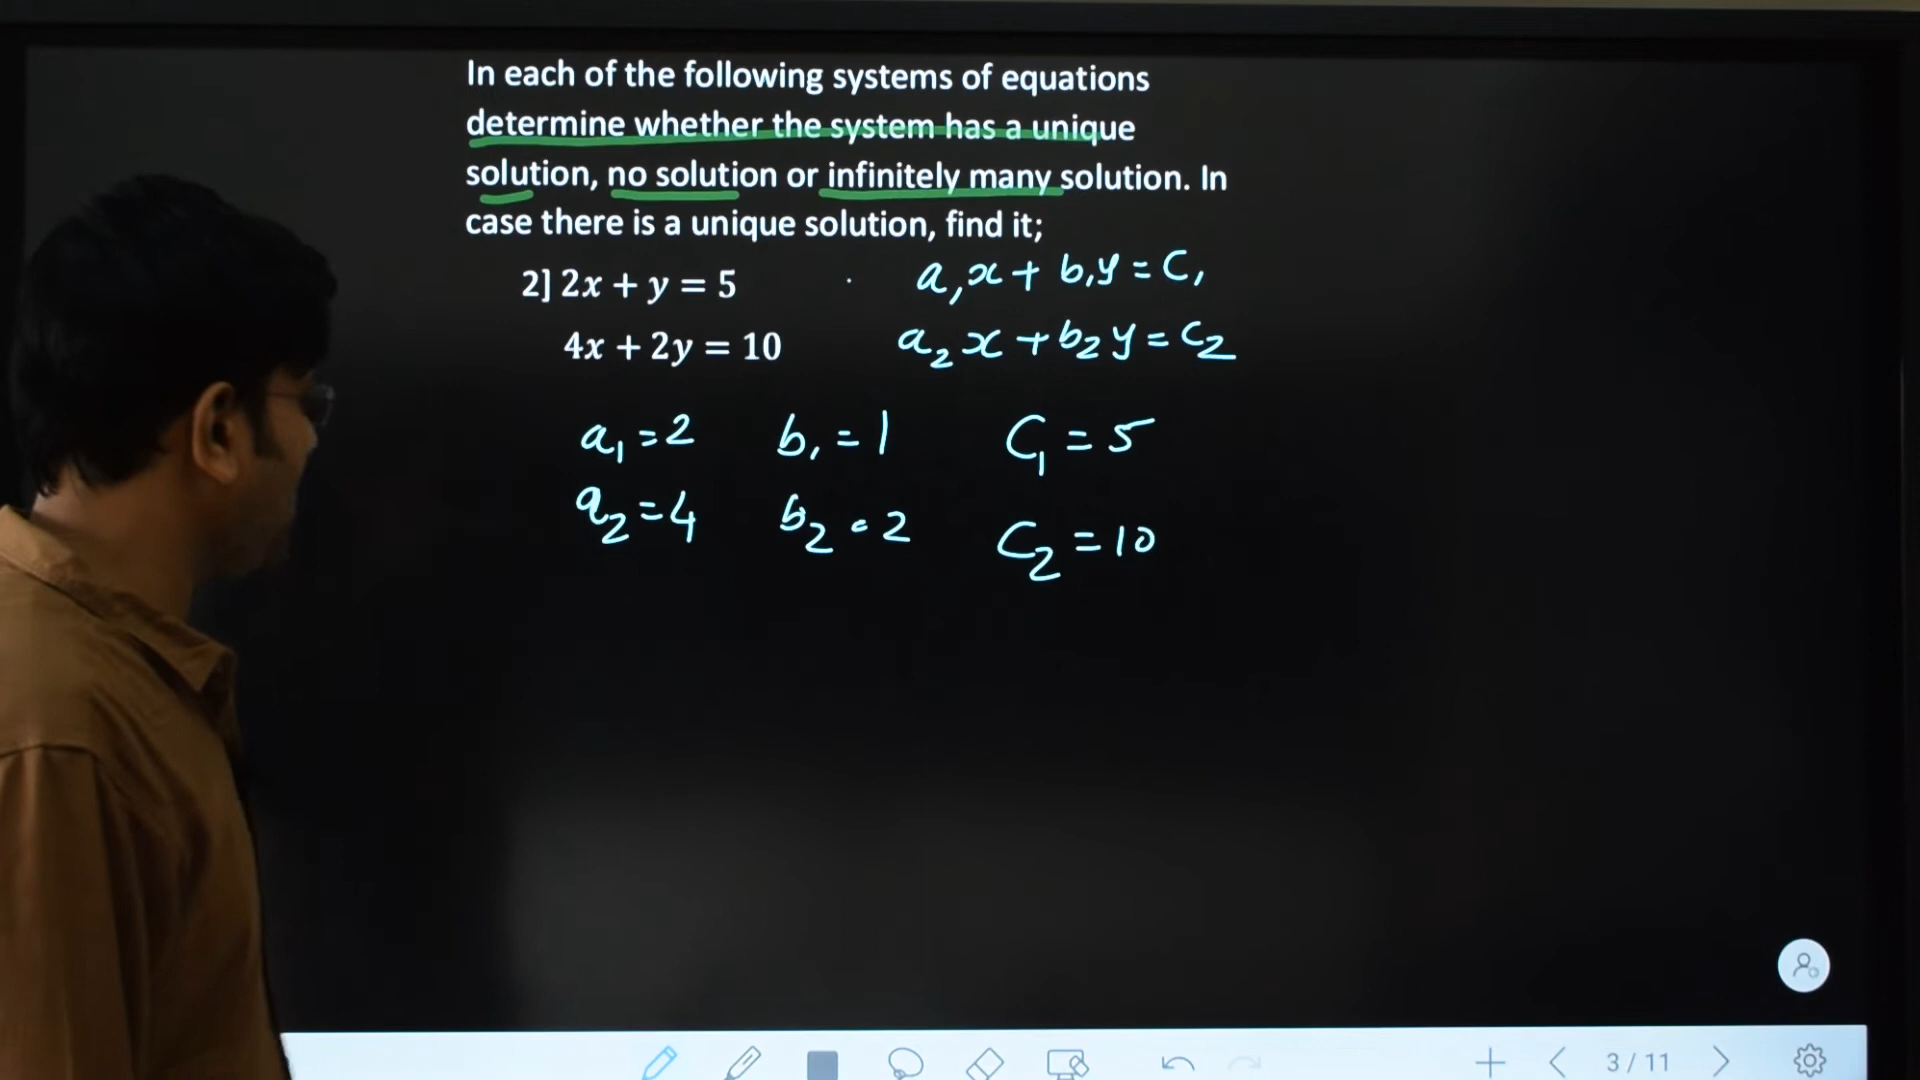 In each of the following systems of equations
determine whether the system has a unique
solution, no solution or infinitely many solution. In
case there is a unique solution, find it;
2] 2x + y = 5
a₁x + b₁y = C₁
4x + 2y = 10
a₂x + b₂y = C₂
a₁ = 2 b₁ = 1 C₁ = 5
a₂ = 4 b₂ = 2 C₂ = 10
3 / 11